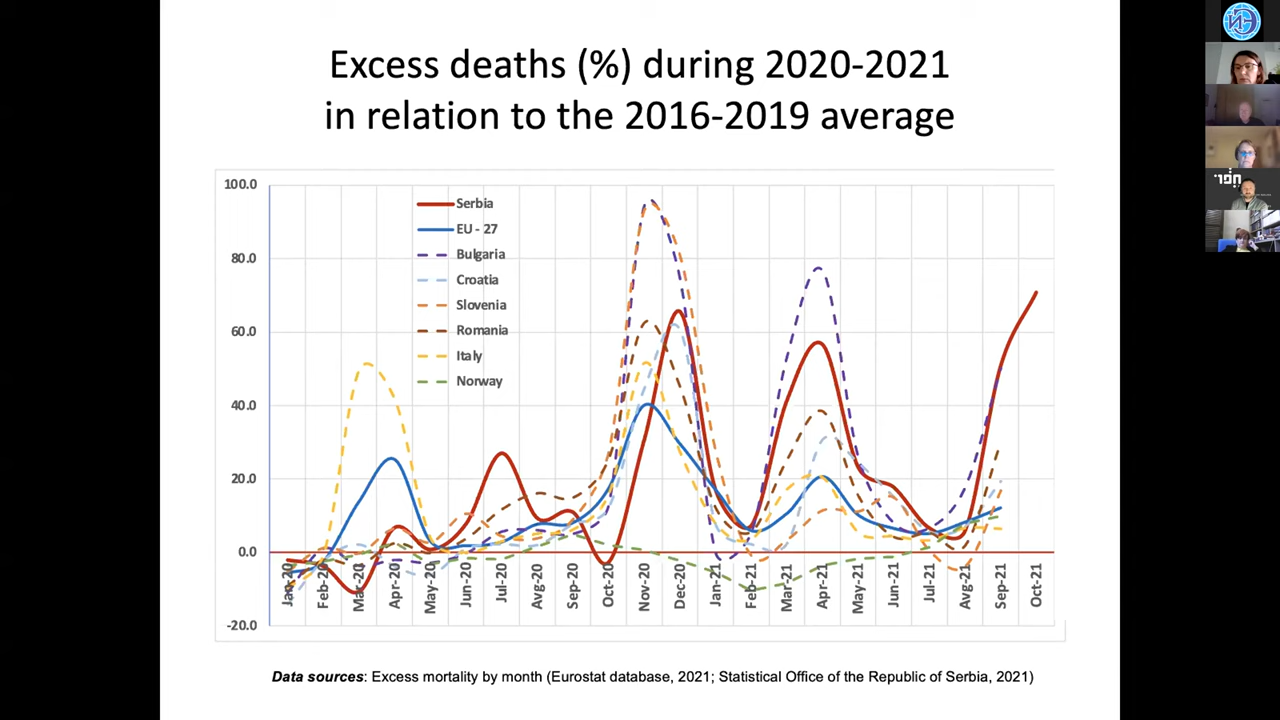 Excess deaths (%) during 2020-2021
in relation to the 2016-2019 average
100.0
80.0
60.0
40.0
20.0
0.0
-20.0
Serbia
EU - 27
Bulgaria
Croatia
Slovenia
Romania
Italy
Norway
Jan-20
Feb-20
Mar-20
Apr-20
May-20
Jun-20
Jul-20
Avg-20
Sep-20
Oct-20
Nov-20
Dec-20
Jan-21
Feb-21
Mar-21
Apr-21
May-21
Jun-21
Jul-21
Avg-21
Sep-21
Oct-21
Data sources: Excess mortality by month (Eurostat database, 2021; Statistical Office of the Republic of Serbia, 2021)